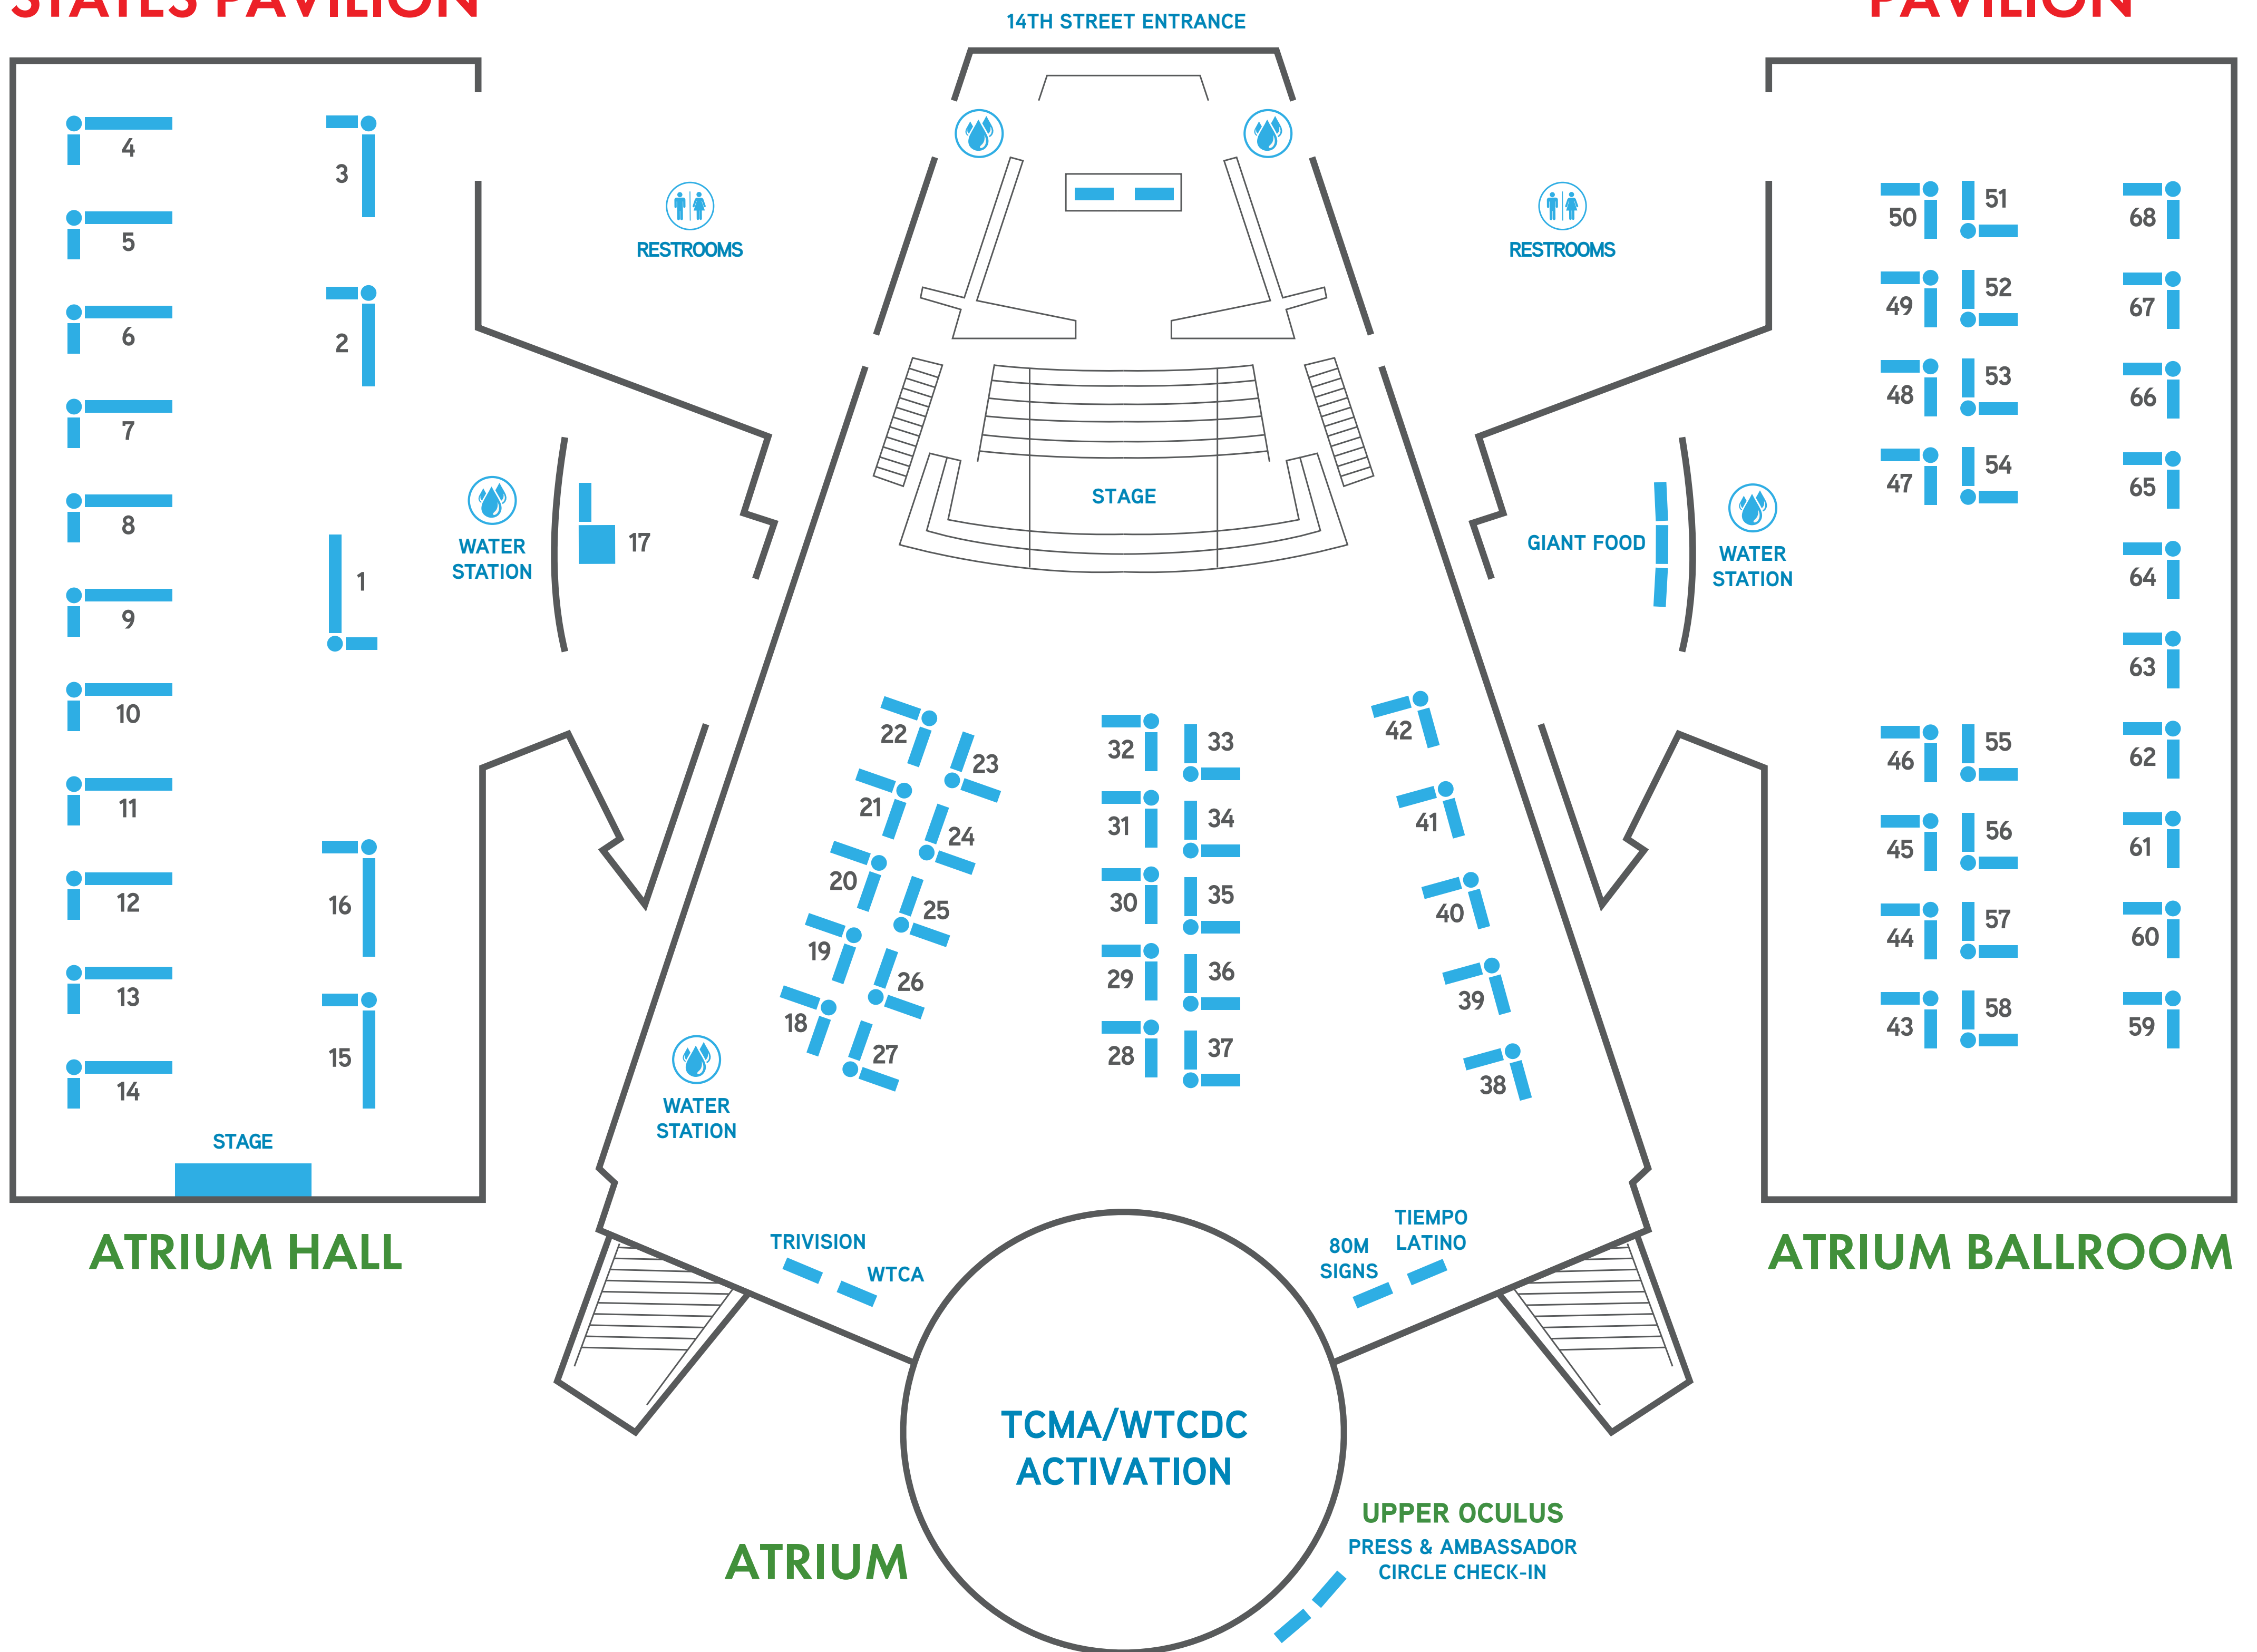 STATES PAVILION
PAVILION
14TH STREET ENTRANCE
4
3
5
6
2
7
8
9
1
10
11
12
16
13
15
14
STAGE
ATRIUM HALL
RESTROOMS
WATER
STATION
17
STAGE
RESTROOMS
GIANT FOOD
WATER
STATION
22
23
21
24
20
25
19
26
18
27
32
33
31
34
30
35
29
36
28
37
42
41
40
39
38
WATER
STATION
50
51
68
49
52
67
48
53
66
47
54
65
64
63
46
55
62
45
56
61
44
57
60
43
58
59
ATRIUM BALLROOM
TRIVISION
WTCA
80M
SIGNS
TIEMPO
LATINO
TCMA/WTCDC
ACTIVATION
ATRIUM
UPPER OCULUS
PRESS & AMBASSADOR
CIRCLE CHECK-IN